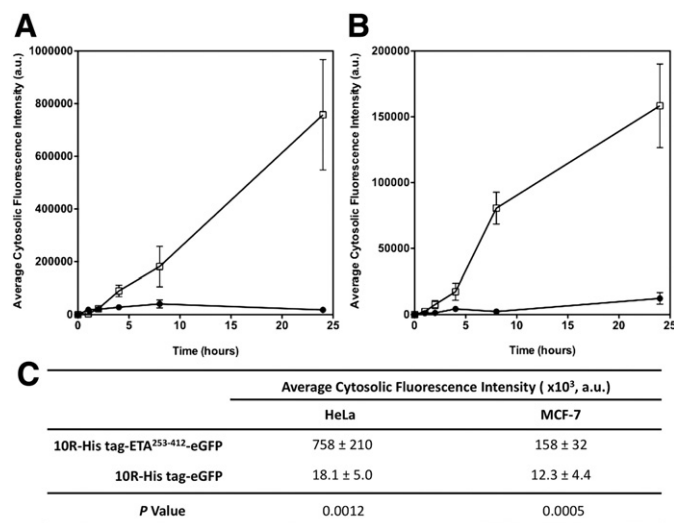 A
B
Average Cytosolic Fluorescence Intensity (a.u.)
1000000
800000
600000
400000
200000
0
0 5 10 15 20 25
Time (hours)
Average Cytosolic Fluorescence Intensity (a.u.)
200000
150000
100000
50000
0
0 5 10 15 20 25
Time (hours)
C
Average Cytosolic Fluorescence Intensity ( x10³, a.u.)
HeLa MCF-7
10R-His tag-ETA²⁵³⁻⁴¹²-eGFP 758 ± 210 158 ± 32
10R-His tag-eGFP 18.1 ± 5.0 12.3 ± 4.4
P Value 0.0012 0.0005